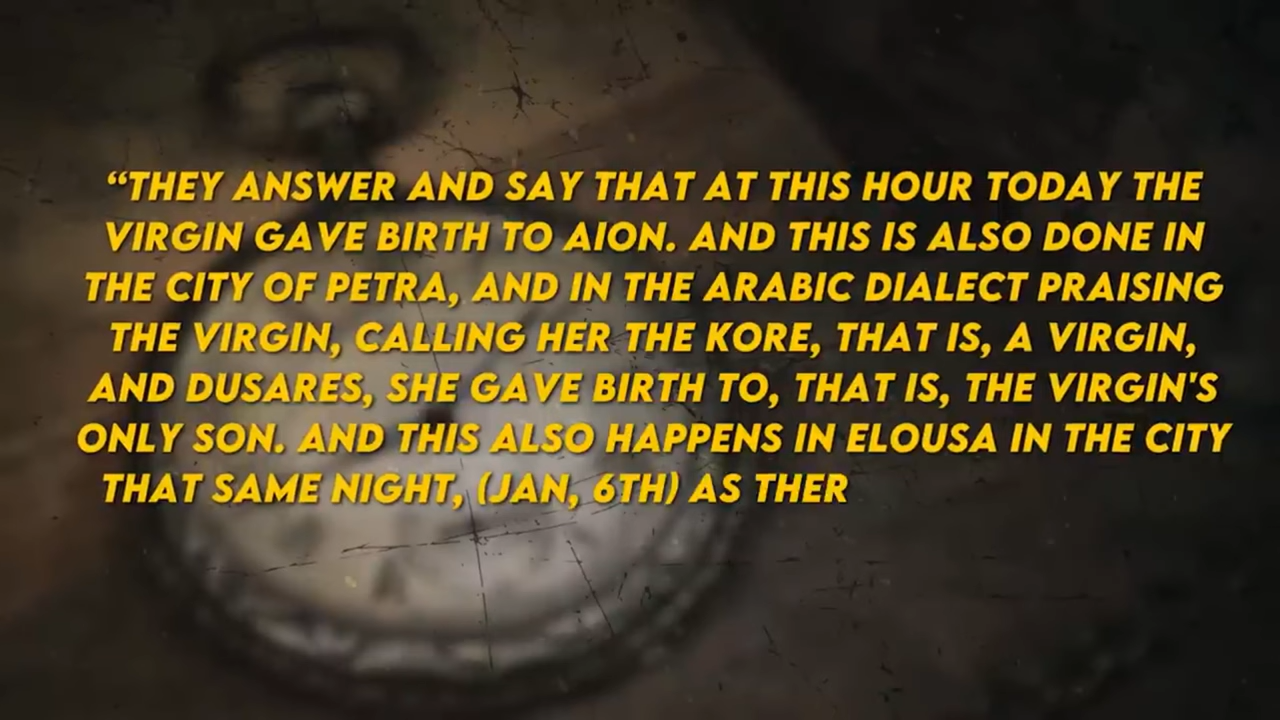 “THEY ANSWER AND SAY THAT AT THIS HOUR TODAY THE
VIRGIN GAVE BIRTH TO AION. AND THIS IS ALSO DONE IN
THE CITY OF PETRA, AND IN THE ARABIC DIALECT PRAISING
THE VIRGIN, CALLING HER THE KORE, THAT IS, A VIRGIN,
AND DUSARES, SHE GAVE BIRTH TO, THAT IS, THE VIRGIN'S
ONLY SON. AND THIS ALSO HAPPENS IN ELOUSA IN THE CITY
THAT SAME NIGHT, (JAN, 6TH) AS THER